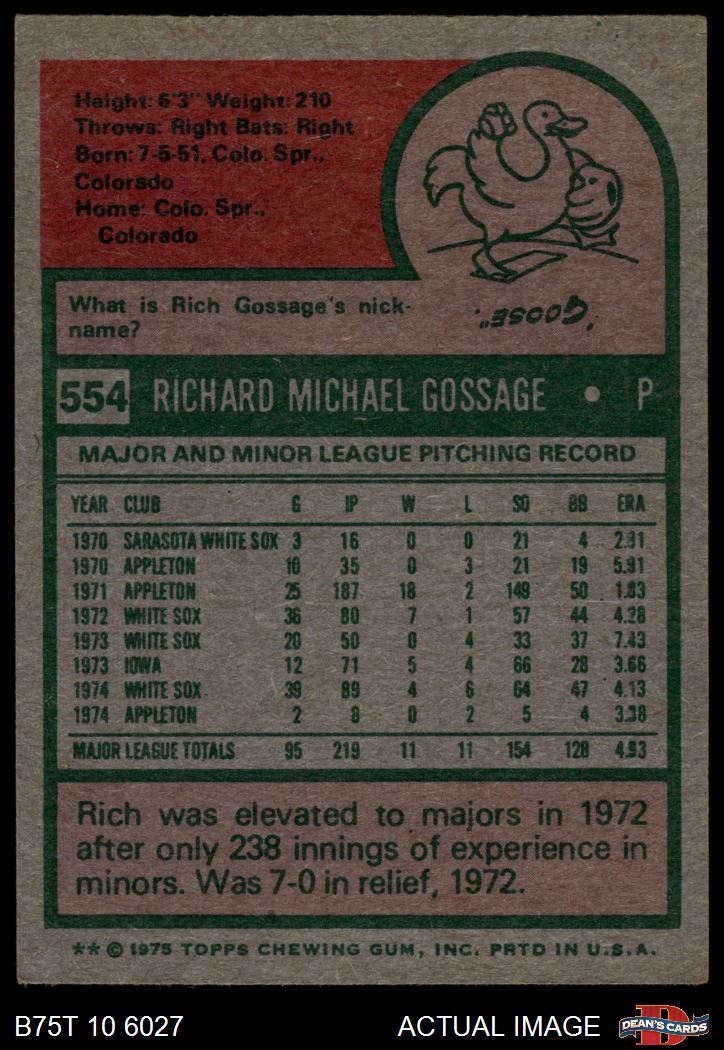 Height: 6'3" Weight: 210
Throws: Right Bats: Right
Born: 7-5-51, Colo. Spr.,
Colorado
Home: Colo. Spr.,
Colorado
What is Rich Gossage's nick-
name?
"GOOSE".
554 RICHARD MICHAEL GOSSAGE • P
MAJOR AND MINOR LEAGUE PITCHING RECORD
YEAR CLUB G IP W L SO BB ERA
1970 SARASOTA WHITE SOX 3 16 0 0 21 4 2.81
1970 APPLETON 10 35 0 3 21 19 5.91
1971 APPLETON 25 187 18 2 149 50 1.83
1972 WHITE SOX 36 80 7 1 57 44 4.28
1973 WHITE SOX 20 50 0 4 33 37 7.43
1973 IOWA 12 71 5 4 66 28 3.66
1974 WHITE SOX 39 89 4 6 64 47 4.13
1974 APPLETON 2 8 0 2 5 4 3.38
MAJOR LEAGUE TOTALS 95 219 11 11 154 128 4.93
Rich was elevated to majors in 1972
after only 238 innings of experience in
minors. Was 7-0 in relief, 1972.
** © 1975 TOPPS CHEWING GUM, INC. PRTD IN U.S.A.
B75T 10 6027 ACTUAL IMAGE D DEAN'S CARDS